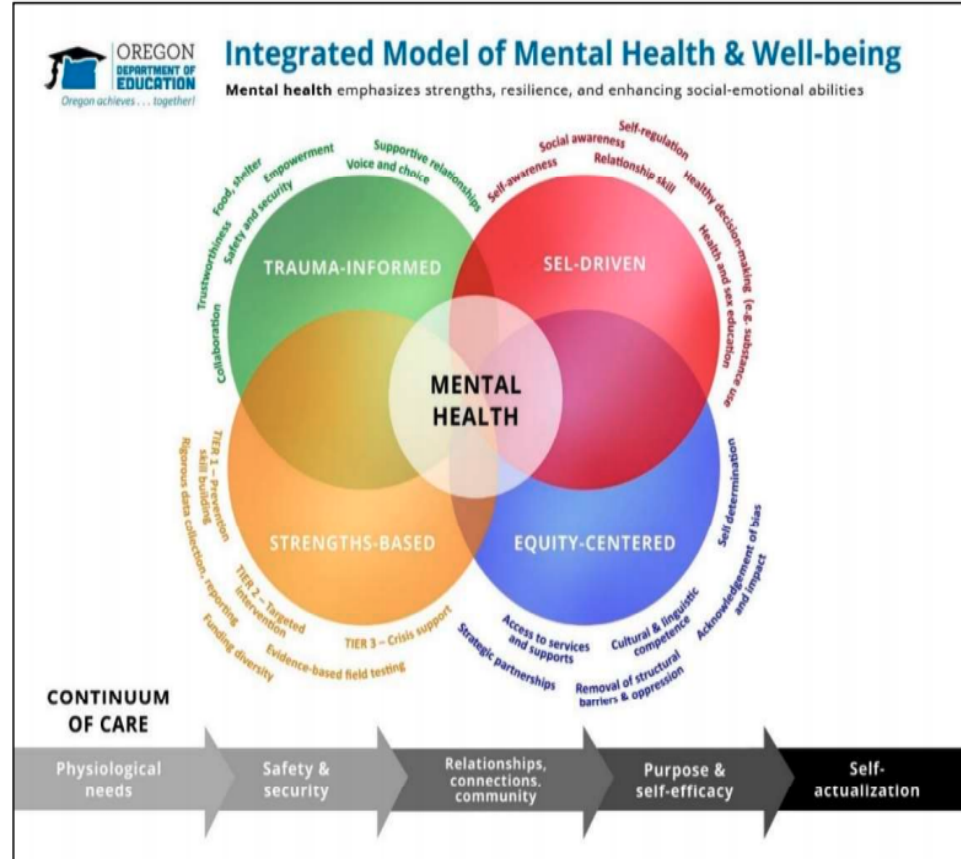 OREGON
DEPARTMENT OF
EDUCATION
Oregon achieves . . . together!
Integrated Model of Mental Health & Well-being
Mental health emphasizes strengths, resilience, and enhancing social-emotional abilities
Collaboration
Trustworthiness
Food, shelter
Safety and security
Empowerment
Voice and choice
Supportive relationships
TRAUMA-INFORMED
Self-awareness
Social awareness
Self-regulation
Relationship skill
Healthy decision-making (e.g. substance use
Health and sex education
SEL-DRIVEN
MENTAL
HEALTH
STRENGTHS-BASED
TIER 1 – Prevention
skill building
Rigorous data collection, reporting
TIER 2 – Targeted
intervention
Funding diversity
TIER 3 – Crisis support
Evidence-based field testing
EQUITY-CENTERED
Self determination
Acknowledgement of bias
and impact
Cultural & linguistic
competence
Access to services
and supports
Strategic partnerships
Removal of structural
barriers & oppression
CONTINUUM
OF CARE
Physiological
needs
Safety &
security
Relationships,
connections.
community
Purpose &
self-efficacy
Self-
actualization